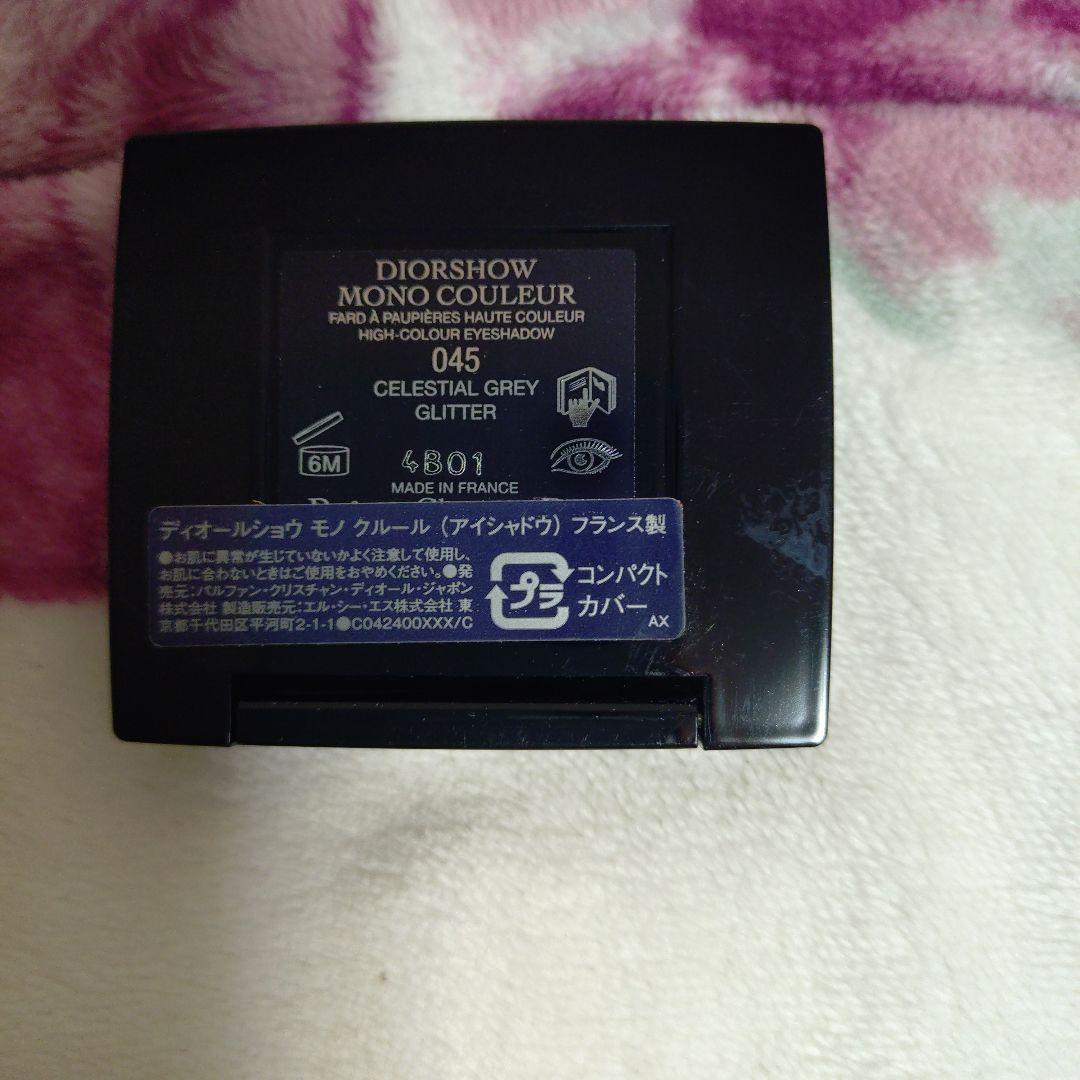 DIORSHOW
MONO COULEUR
FARD À PAUPIÈRES HAUTE COULEUR
HIGH-COLOUR EYESHADOW
045
CELESTIAL GREY
GLITTER
6M
4B01
MADE IN FRANCE
ディオールショウ モノ クルール (アイシャドウ) フランス製
●お肌に異常が生じていないかよく注意して使用し、
お肌に合わないときはご使用をおやめください。●発
売元:パルファン・クリスチャン・ディオール・ジャポン
株式会社 製造販売元:エル・シー・エス株式会社 東
京都千代田区平河町2-1-1●C042400XXX/C
プラ
コンパクト
カバー
AX